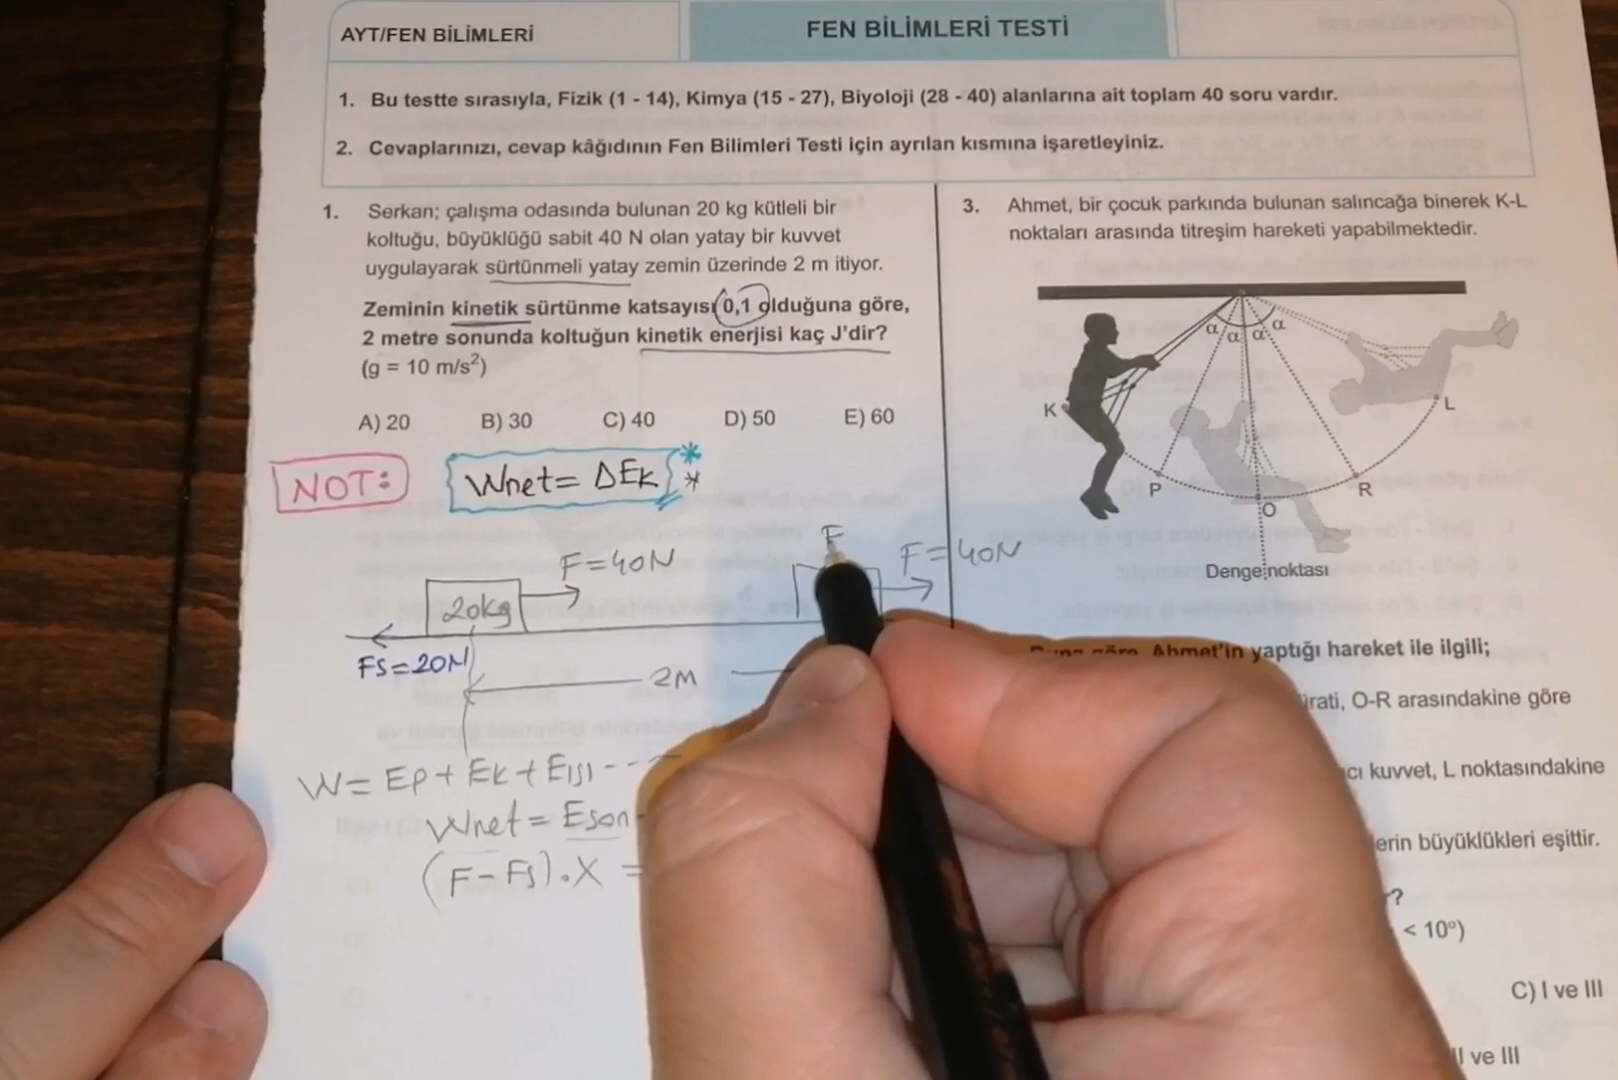 AYT/FEN BİLİMLERİ
FEN BİLİMLERİ TESTİ
1. Bu testte sırasıyla, Fizik (1 - 14), Kimya (15 - 27), Biyoloji (28 - 40) alanlarına ait toplam 40 soru vardır.
2. Cevaplarınızı, cevap kâğıdının Fen Bilimleri Testi için ayrılan kısmına işaretleyiniz.
1. Serkan; çalışma odasında bulunan 20 kg kütleli bir
koltuğu, büyüklüğü sabit 40 N olan yatay bir kuvvet
uygulayarak sürtünmeli yatay zemin üzerinde 2 m itiyor.
Zeminin kinetik sürtünme katsayısı 0,1 olduğuna göre,
2 metre sonunda koltuğun kinetik enerjisi kaç J'dir?
(g = 10 m/s²)
A) 20 B) 30 C) 40 D) 50 E) 60
NOT: Wnet = ΔEk **
F=40N
F
F=40N
20kg
Fs=20N
2M
W= Ep+ Ek+ Eısı ---
Wnet = Eson
(F-Fs).X =
3. Ahmet, bir çocuk parkında bulunan salıncağa binerek K-L
noktaları arasında titreşim hareketi yapabilmektedir.
α α α α
K
L
P
R
O
Denge noktası
Ahmet'in yaptığı hareket ile ilgili;
O-R arasındakine göre
kuvvet, L noktasındakine
büyüklükleri eşittir.
?
< 10°)
C) I ve III
ve III